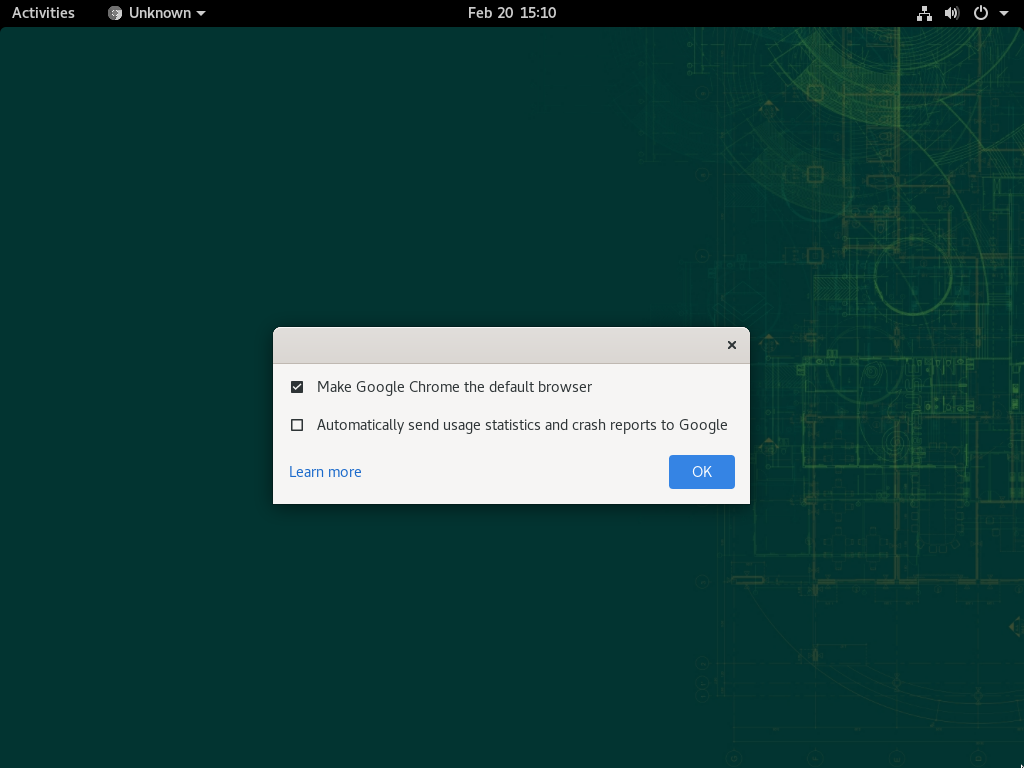 Activities Unknown Feb 20 15:10
Make Google Chrome the default browser
Automatically send usage statistics and crash reports to Google
Learn more OK